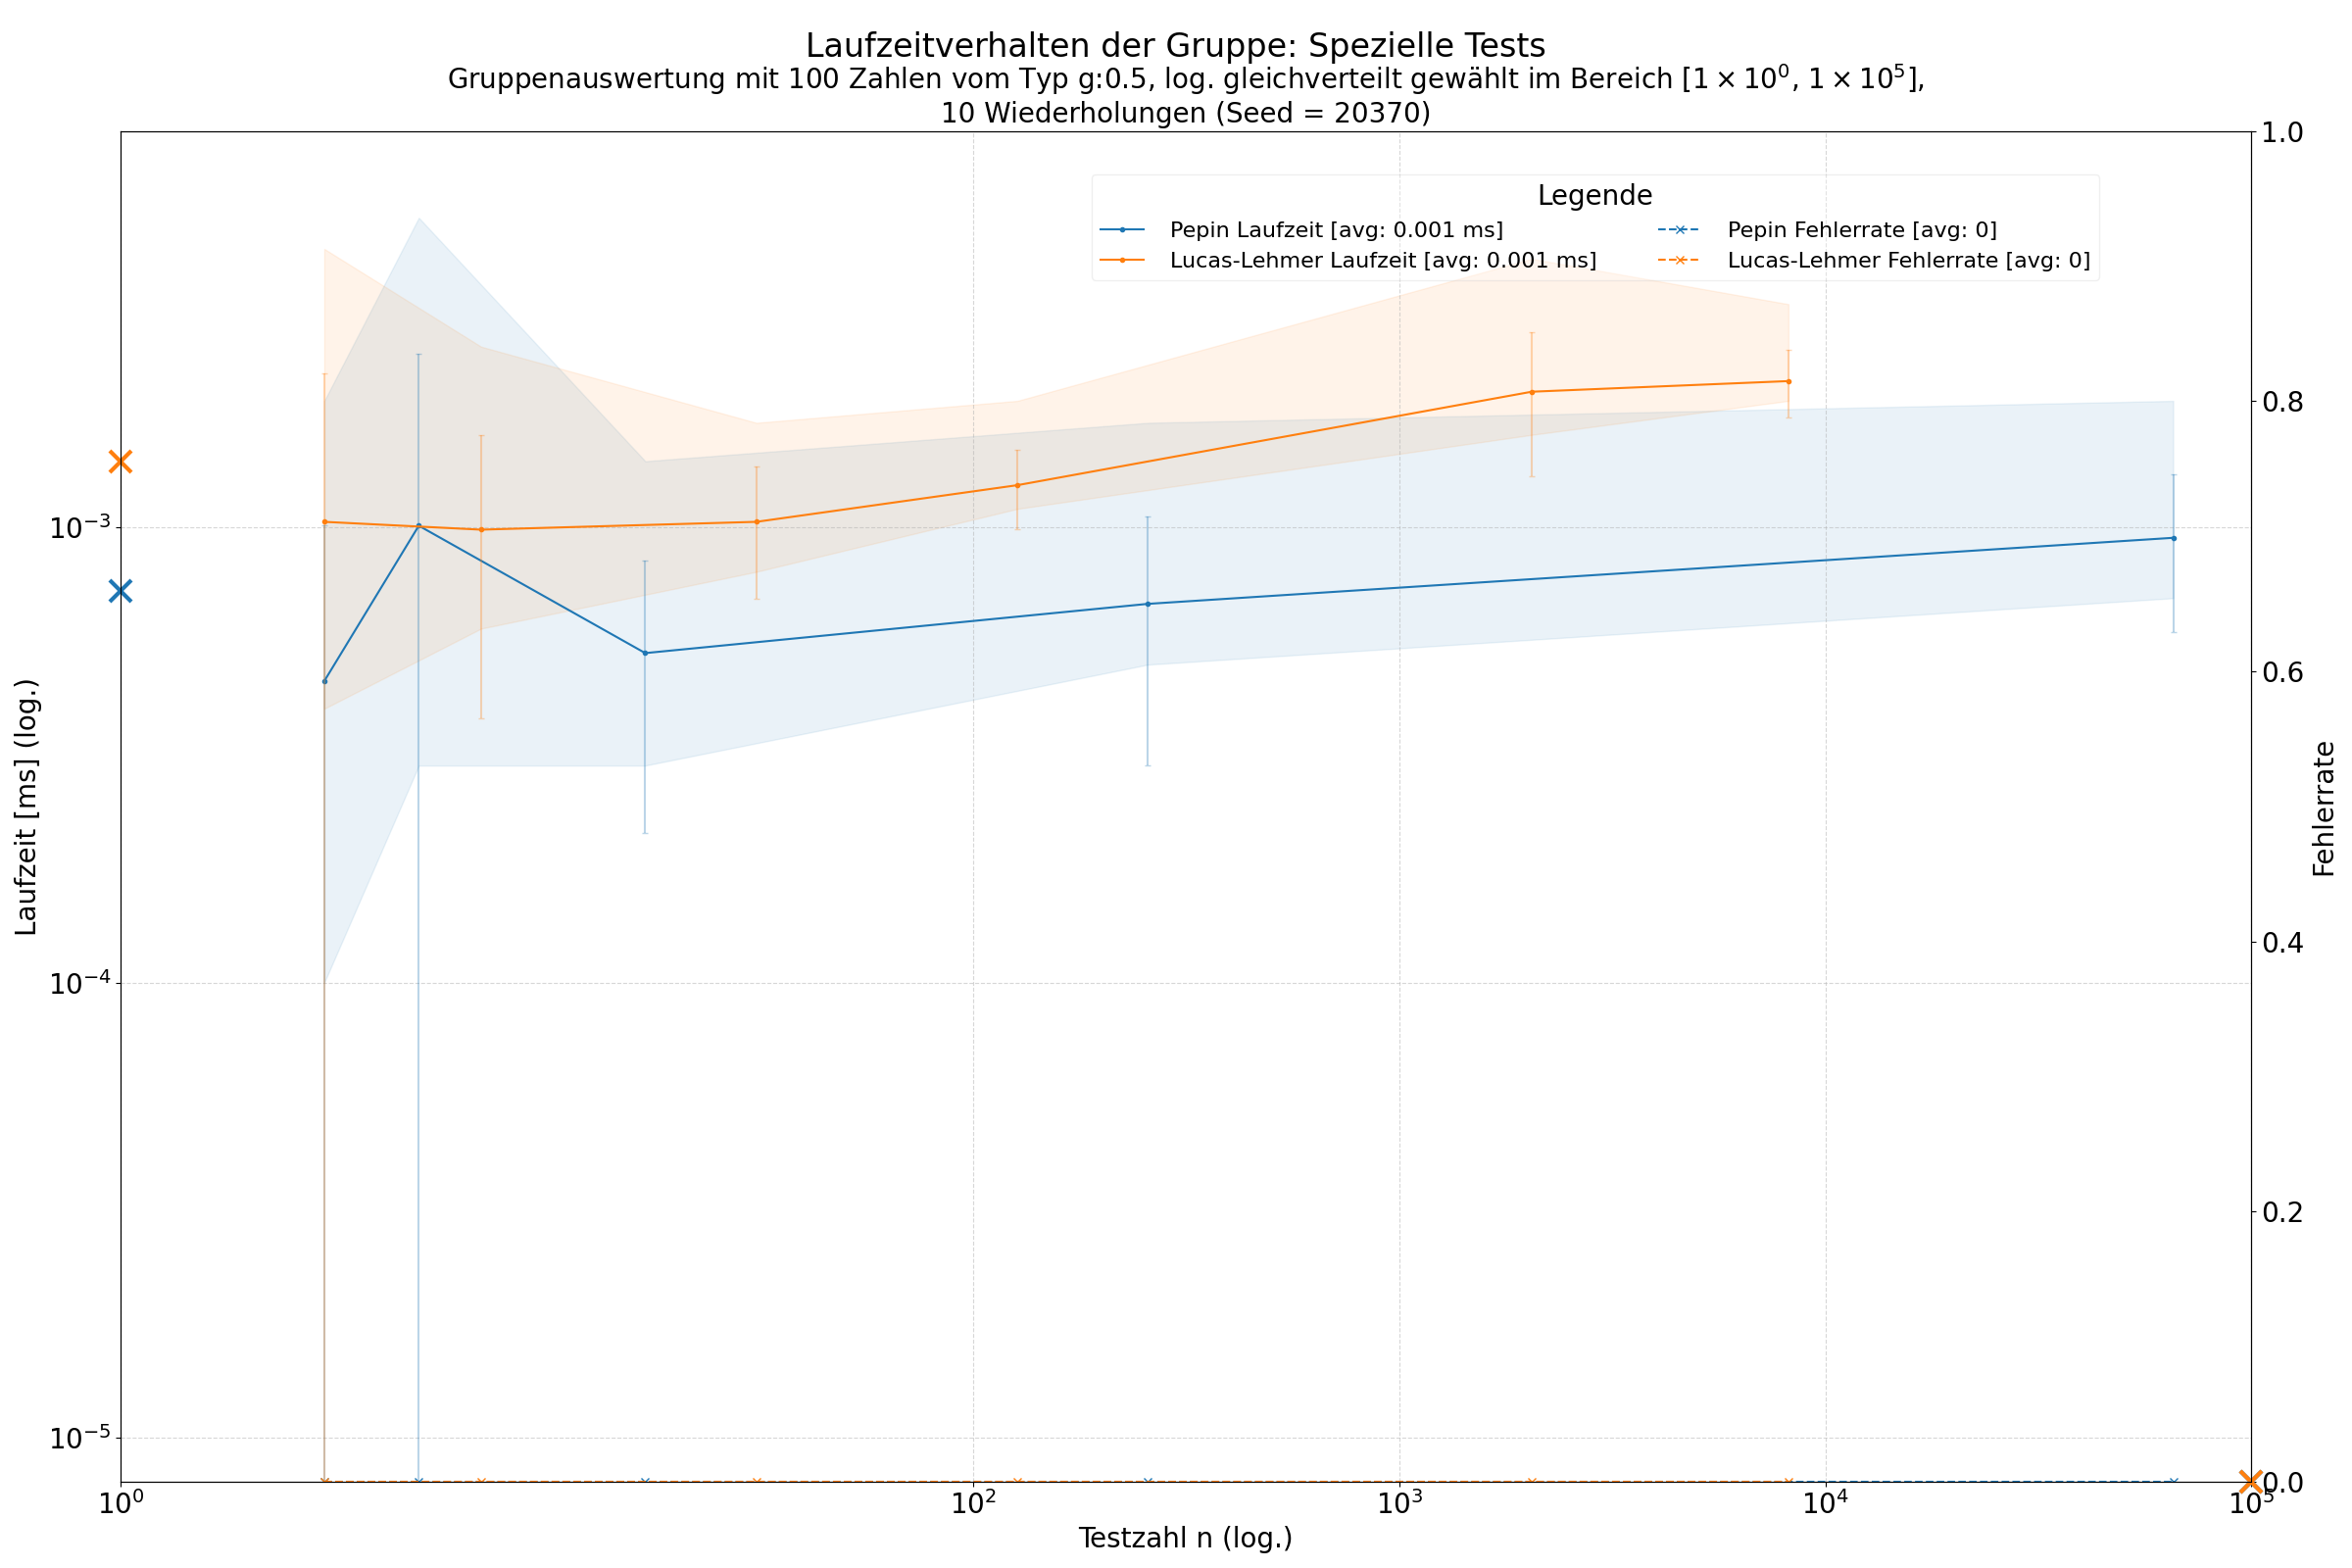 Laufzeitverhalten der Gruppe: Spezielle Tests
Gruppenauswertung mit 100 Zahlen vom Typ g:0.5, log. gleichverteilt gewählt im Bereich [1 × 10⁰, 1 × 10⁵],
10 Wiederholungen (Seed = 20370)
Legende
Pepin Laufzeit [avg: 0.001 ms]
Lucas-Lehmer Laufzeit [avg: 0.001 ms]
Pepin Fehlerrate [avg: 0]
Lucas-Lehmer Fehlerrate [avg: 0]
Laufzeit [ms] (log.)
10⁻³
10⁻⁴
10⁻⁵
1.0
0.8
0.6
0.4
0.2
0.0
Fehlerrate
10⁰
10²
10³
10⁴
10⁵
Testzahl n (log.)